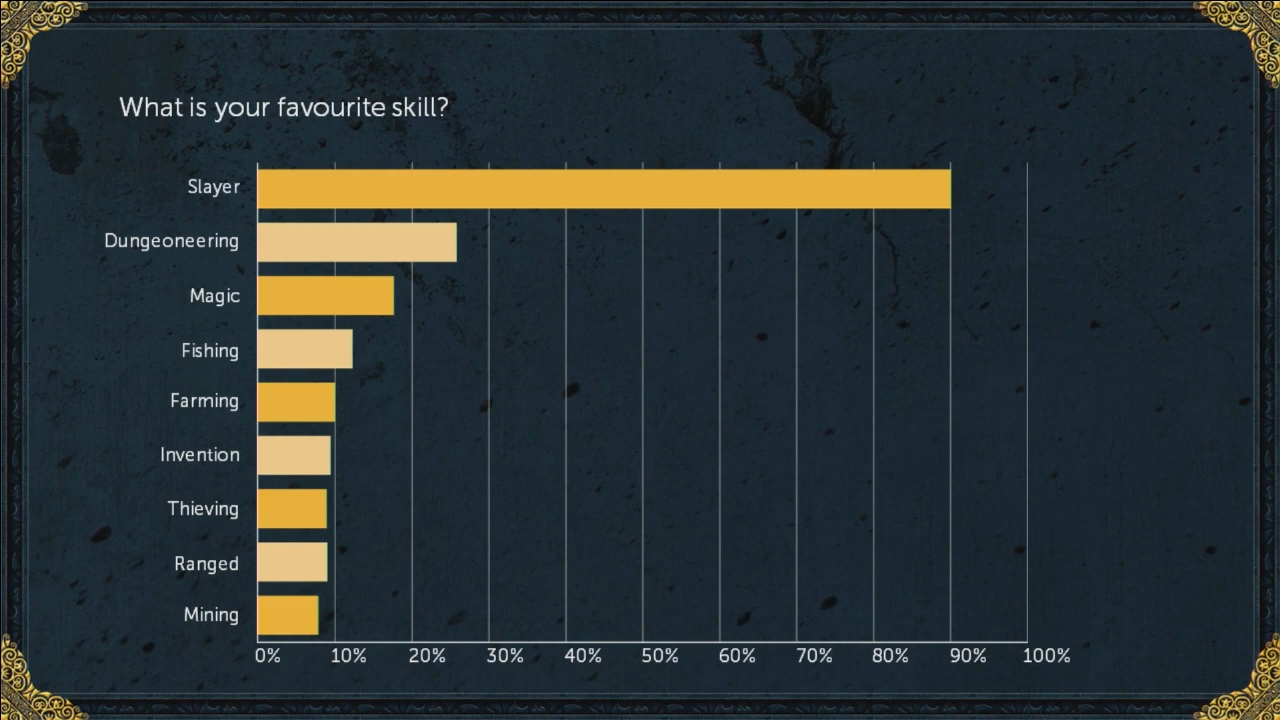 What is your favourite skill?
Slayer
Dungeoneering
Magic
Fishing
Farming
Invention
Thieving
Ranged
Mining
0% 10% 20% 30% 40% 50% 60% 70% 80% 90% 100%